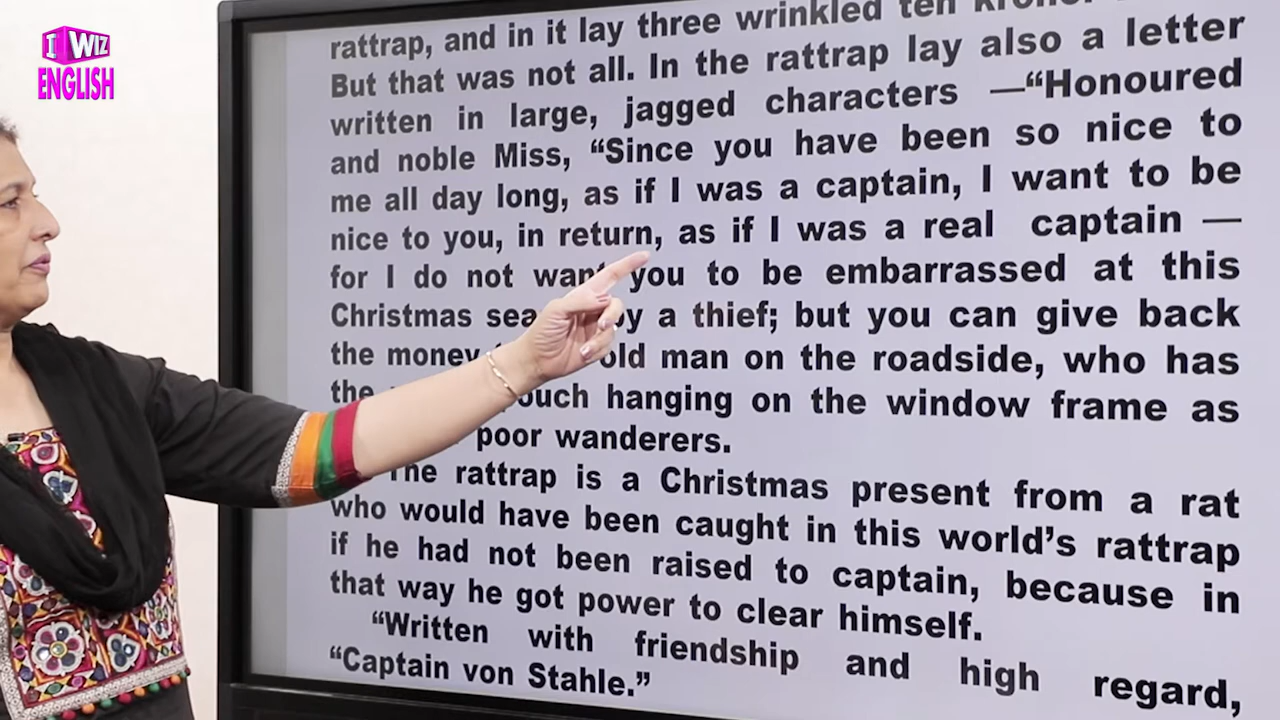 I WIZ
ENGLISH
rattrap, and in it lay three wrinkled ten
But that was not all. In the rattrap lay also a letter
written in large, jagged characters —“Honoured
and noble Miss, “Since you have been so nice to
me all day long, as if I was a captain, I want to be
nice to you, in return, as if I was a real captain —
for I do not want you to be embarrassed at this
Christmas by a thief; but you can give back
the money old man on the roadside, who has
the hanging on the window frame as
poor wanderers.
The rattrap is a Christmas present from a rat
who would have been caught in this world’s rattrap
if he had not been raised to captain, because in
that way he got power to clear himself.
“Written with friendship and high regard,
“Captain von Stahle.”